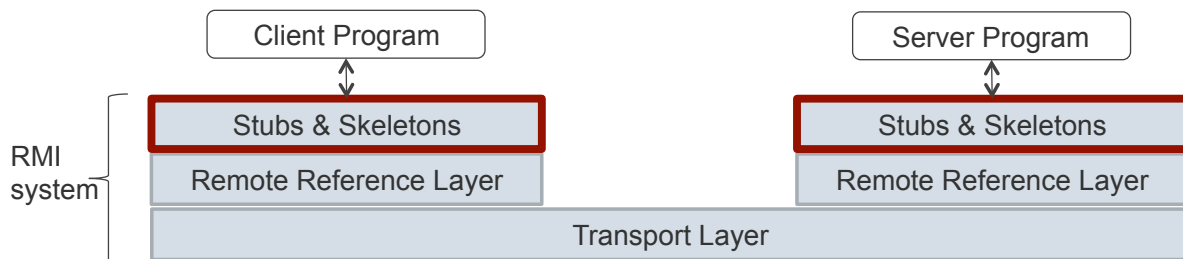 Client Program
Server Program
Stubs & Skeletons
Stubs & Skeletons
RMI
system
Remote Reference Layer
Remote Reference Layer
Transport Layer